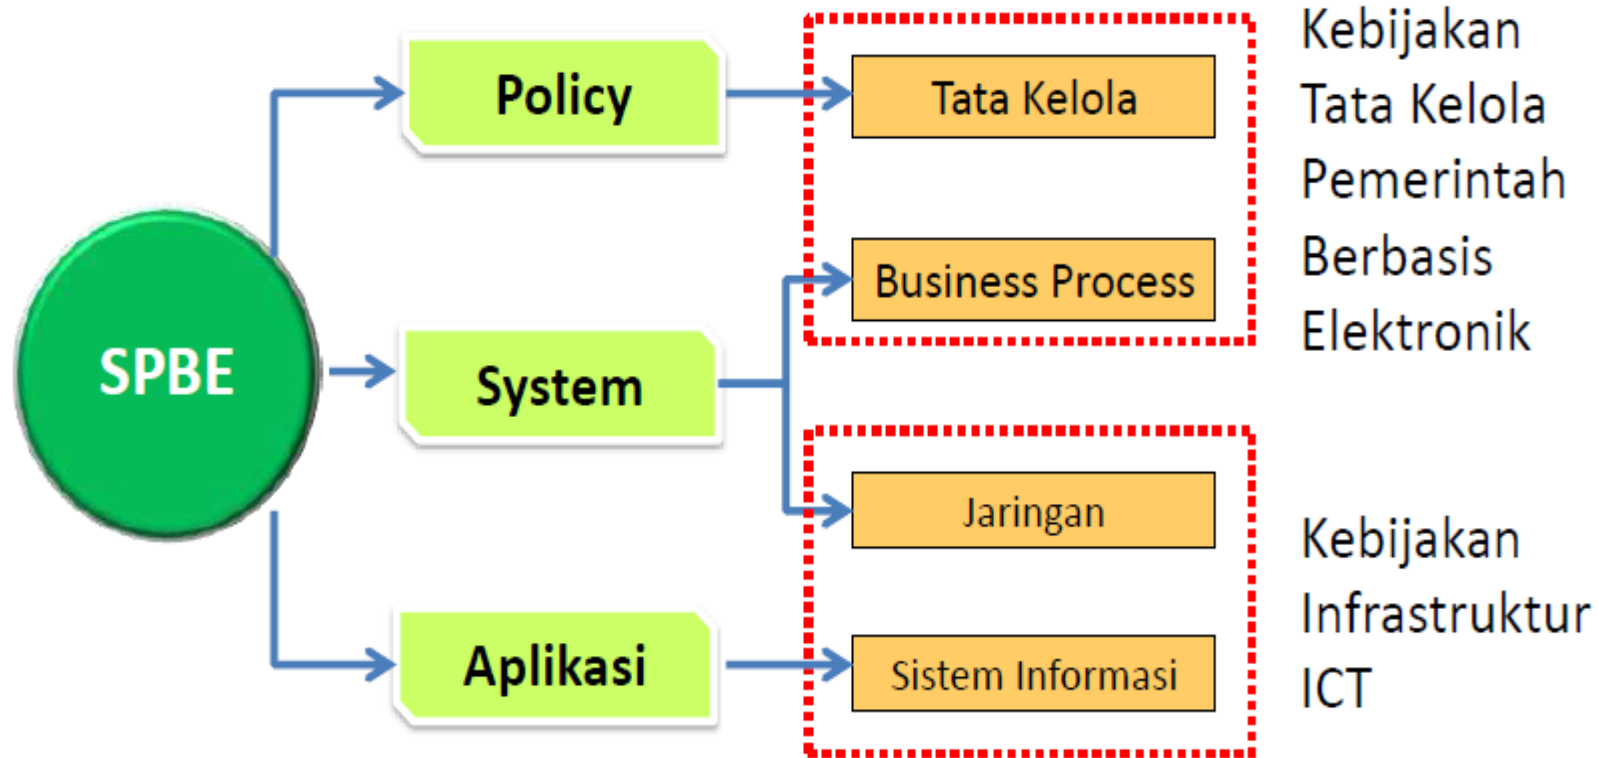 SPBE
Policy
System
Aplikasi
Tata Kelola
Business Process
Jaringan
Sistem Informasi
Kebijakan
Tata Kelola
Pemerintah
Berbasis
Elektronik
Kebijakan
Infrastruktur
ICT